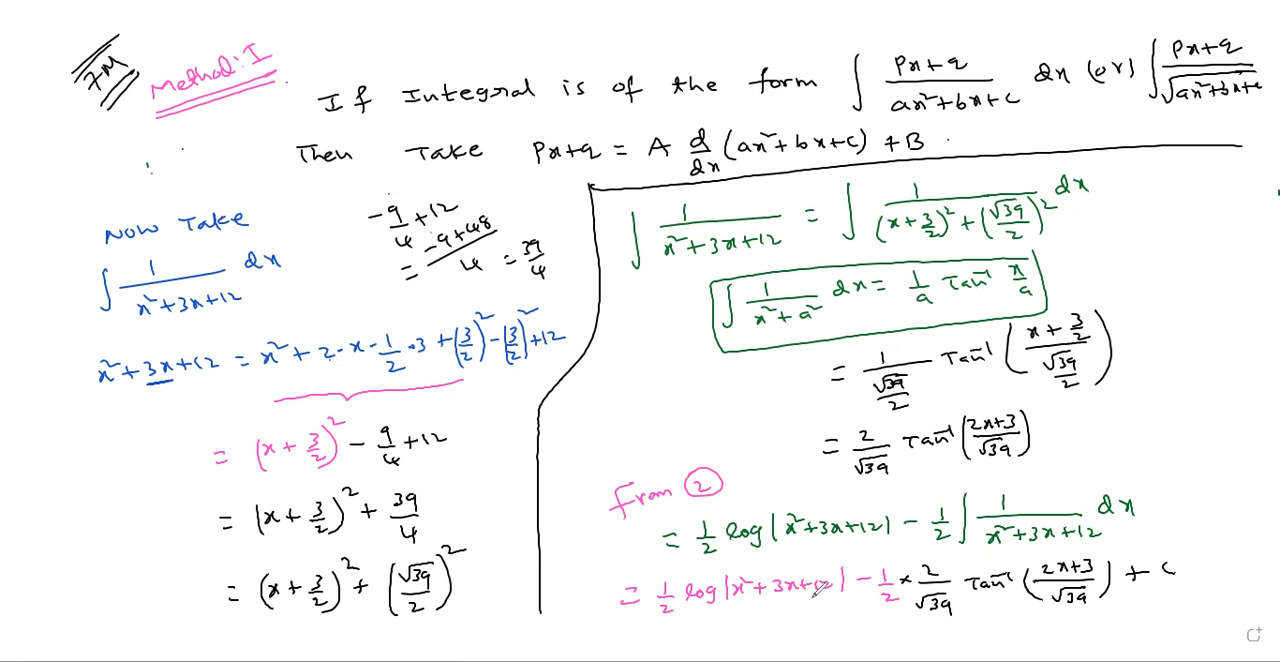 7M
Method: I
If Integral is of the form ∫ px+q / ax²+bx+c dx (or) ∫ px+q / √ax²+bx+c
Then Take px+q = A d/dx (ax²+bx+c) + B
Now Take
∫ 1 / x²+3x+12 dx
-9/4 + 12
= -9+48 / 4 = 39/4
x²+3x+12 = x² + 2·x·1/2·3 + (3/2)² - (3/2)² + 12
= (x + 3/2)² - 9/4 + 12
= (x + 3/2)² + 39/4
= (x + 3/2)² + (√39/2)²
∫ 1 / x²+3x+12 = ∫ 1 / (x+3/2)² + (√39/2)² dx
∫ 1 / x²+a² dx = 1/a Tan⁻¹ x/a
= 1 / (√39/2) Tan⁻¹ ( x+3/2 / √39/2 )
= 2/√39 Tan⁻¹ ( 2x+3 / √39 )
From ②
= 1/2 log|x²+3x+12| - 1/2 ∫ 1 / x²+3x+12 dx
= 1/2 log|x²+3x+12| - 1/2 × 2/√39 Tan⁻¹ ( 2x+3 / √39 ) + c